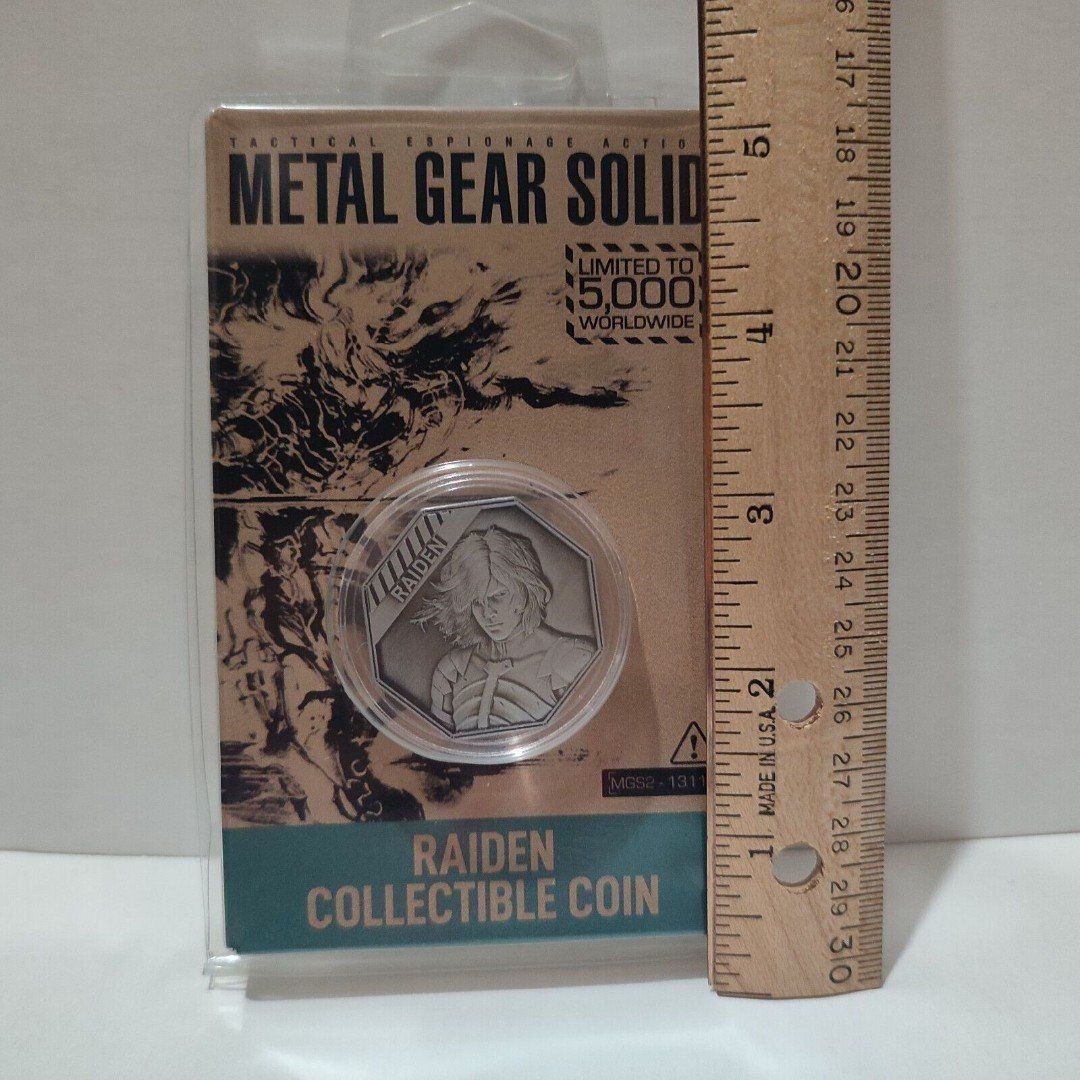 TACTICAL ESPIONAGE ACTIO
METAL GEAR SOLID
LIMITED TO
5,000
WORLDWIDE
RAIDEN
MGS2 - 1311
RAIDEN
COLLECTIBLE COIN
5
4
3
2
1
MADE IN U.S.A.
16
17
18
19
20
21
22
23
24
25
26
27
28
29
30